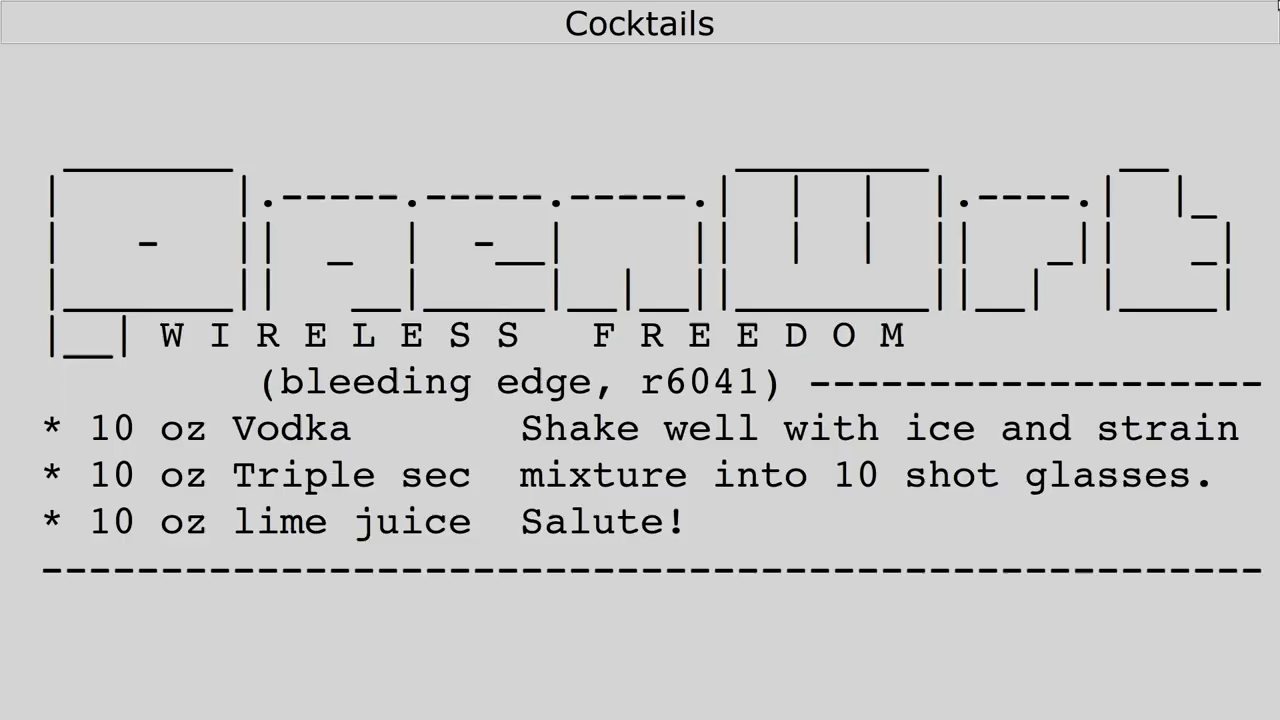 Cocktails
OpenWrt
W I R E L E S S   F R E E D O M
(bleeding edge, r6041) -------------------
* 10 oz Vodka       Shake well with ice and strain
* 10 oz Triple sec  mixture into 10 shot glasses.
* 10 oz lime juice  Salute!
---------------------------------------------------